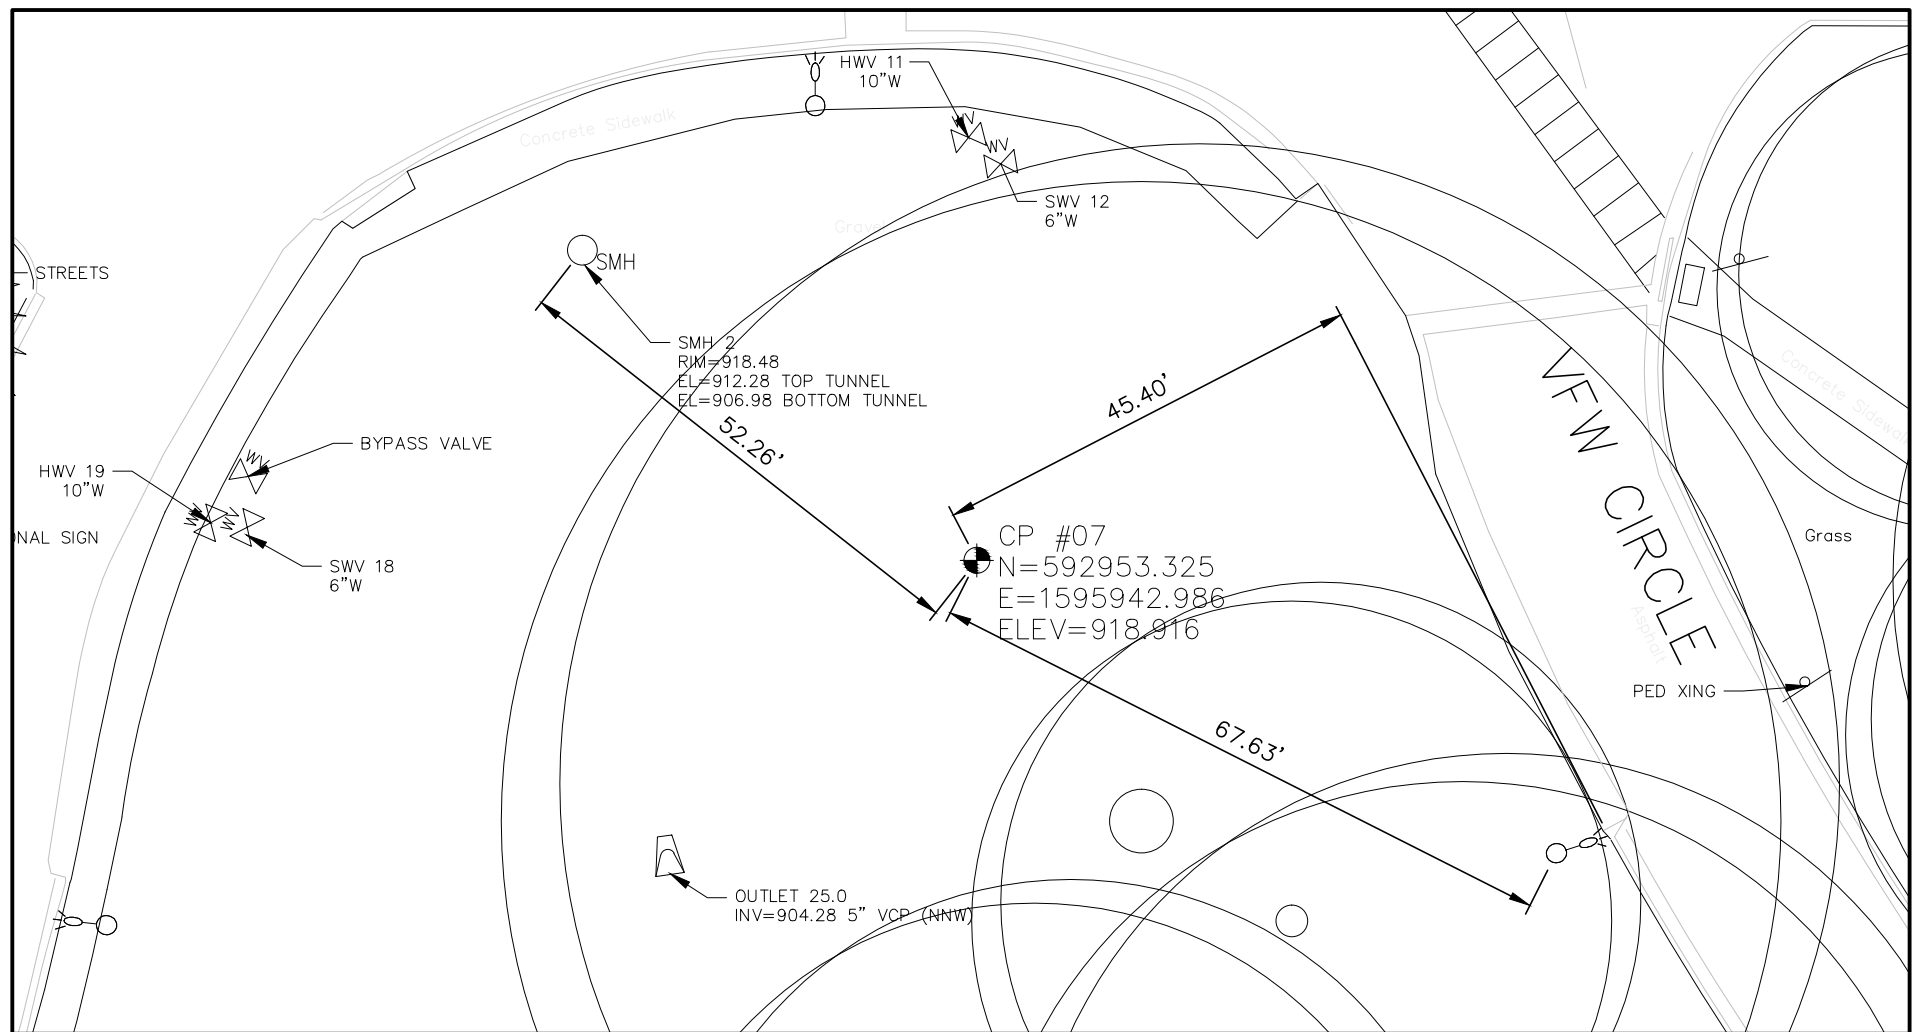 HWV 11
10"W
Concrete Sidewalk
WV
WV
SWV 12
6"W
SMH
STREETS
SMH 2
RIM=918.48
EL=912.28 TOP TUNNEL
EL=906.98 BOTTOM TUNNEL
45.40'
52.26'
BYPASS VALVE
WV
HWV 19
10"W
WV
WV
SWV 18
6"W
NAL SIGN
CP #07
N=592953.325
E=1595942.986
ELEV=918.916
VFW CIRCLE
Concrete Sidewalk
Grass
Asphalt
PED XING
67.63'
OUTLET 25.0
INV=904.28 5" VCP (NNW)